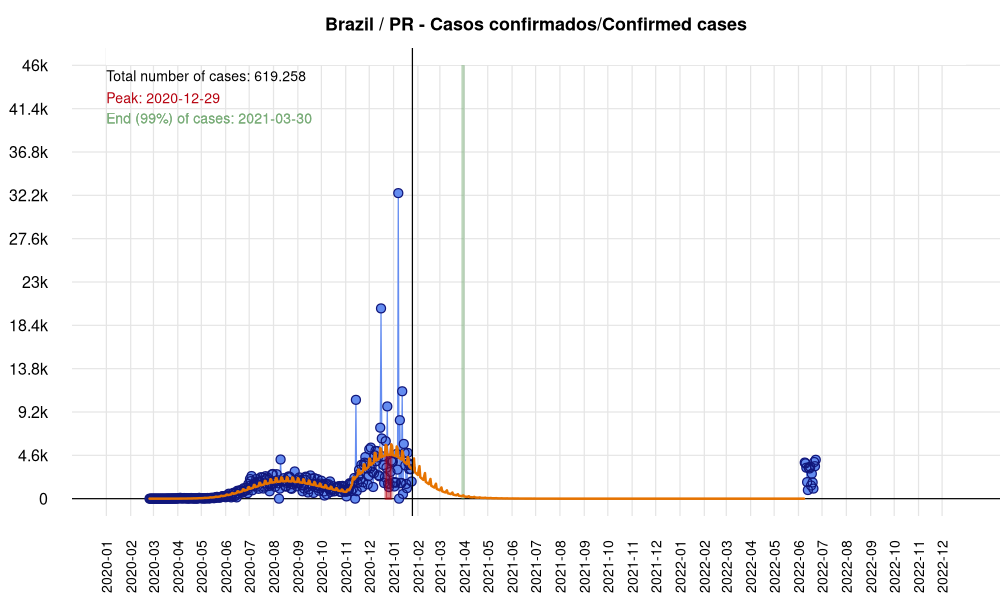 Brazil / PR - Casos confirmados/Confirmed cases
Total number of cases: 619.258
Peak: 2020-12-29
End (99%) of cases: 2021-03-30
46k
41.4k
36.8k
32.2k
27.6k
23k
18.4k
13.8k
9.2k
4.6k
0
2020-01
2020-02
2020-03
2020-04
2020-05
2020-06
2020-07
2020-08
2020-09
2020-10
2020-11
2020-12
2021-01
2021-02
2021-03
2021-04
2021-05
2021-06
2021-07
2021-08
2021-09
2021-10
2021-11
2021-12
2022-01
2022-02
2022-03
2022-04
2022-05
2022-06
2022-07
2022-08
2022-09
2022-10
2022-11
2022-12